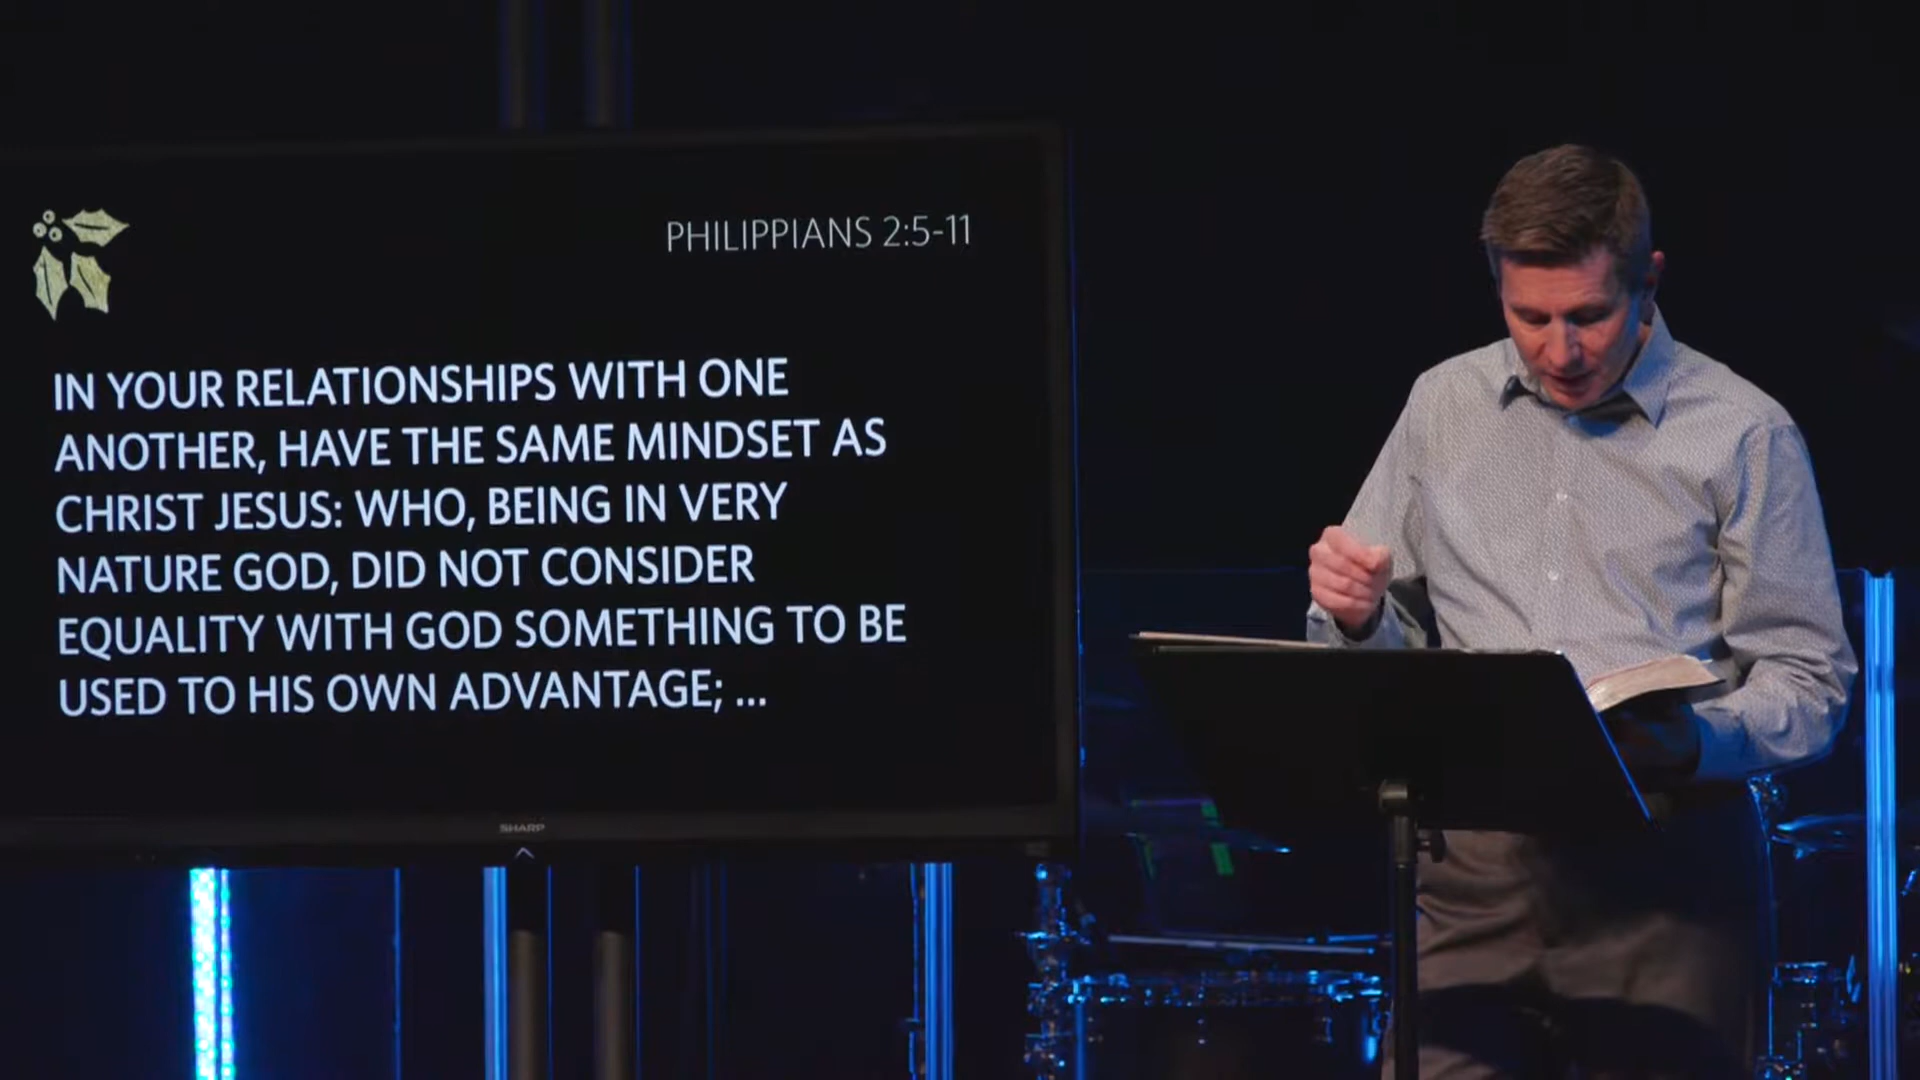 PHILIPPIANS 2:5-11
IN YOUR RELATIONSHIPS WITH ONE
ANOTHER, HAVE THE SAME MINDSET AS
CHRIST JESUS: WHO, BEING IN VERY
NATURE GOD, DID NOT CONSIDER
EQUALITY WITH GOD SOMETHING TO BE
USED TO HIS OWN ADVANTAGE; ...
SHARP